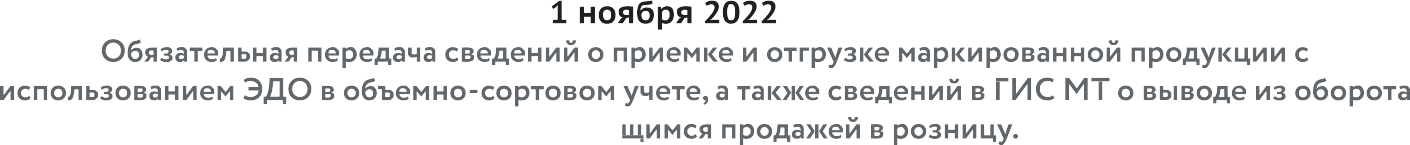 1 ноября 2022
Обязательная передача сведений о приемке и отгрузке маркированной продукции с
использованием ЭДО в объемно-сортовом учете, а также сведений в ГИС МТ о выводе из оборота
щимся продажей в розницу.